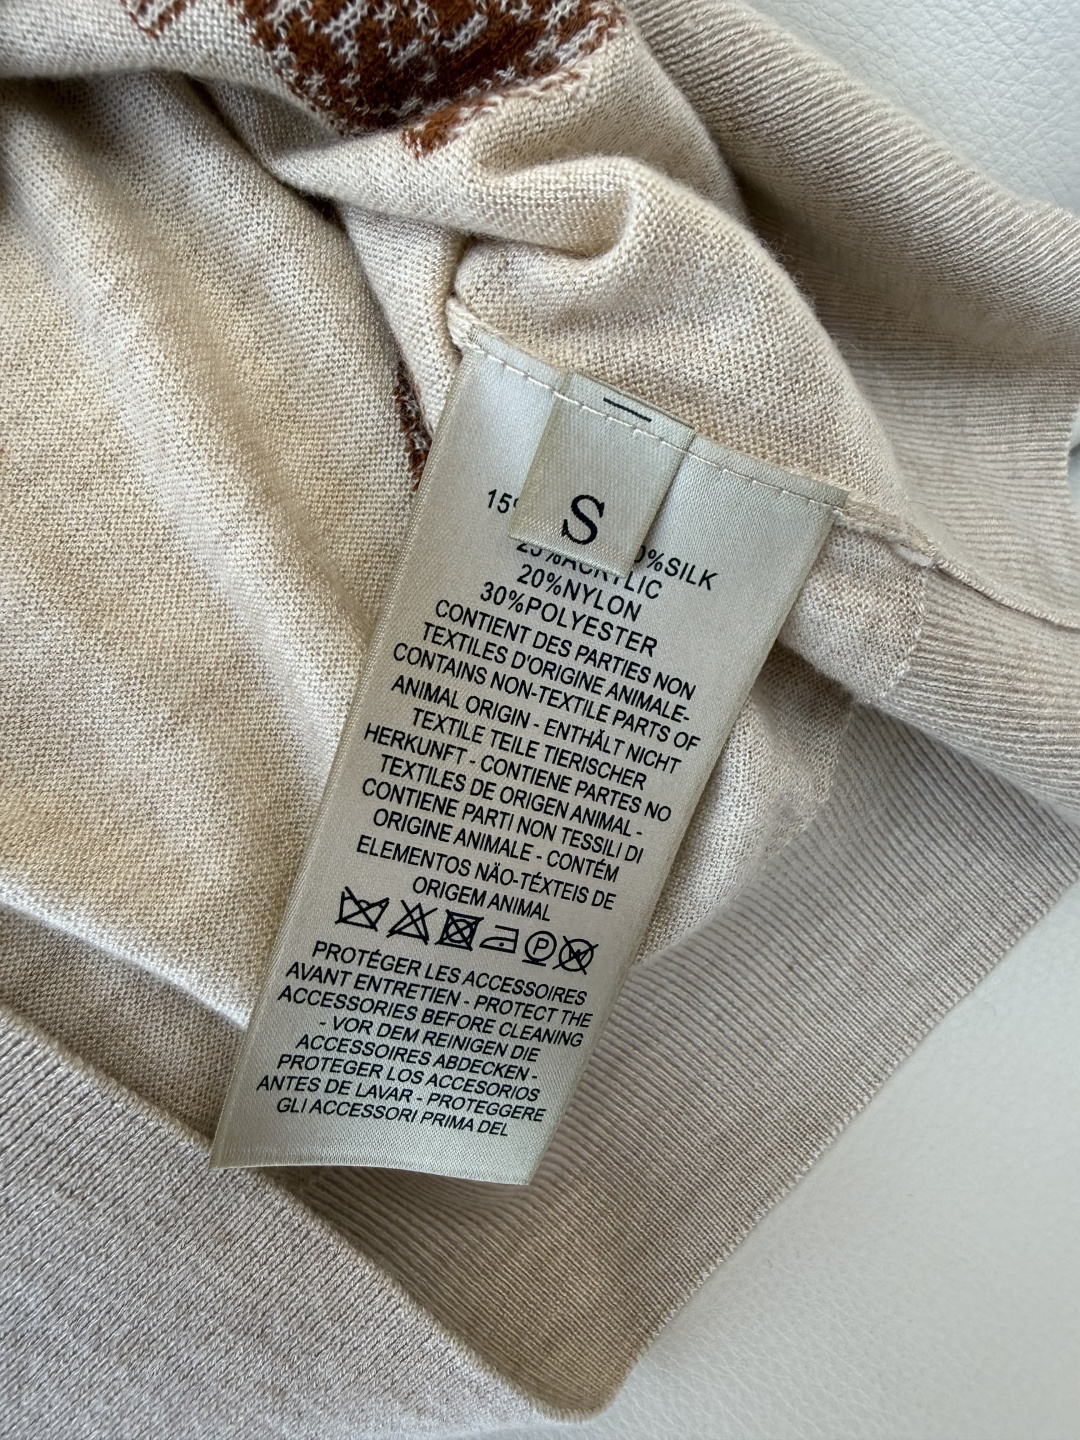 S
20%NYLON
30%POLYESTER
CONTIENT DES PARTIES NON
TEXTILES D'ORIGINE ANIMALE-
CONTAINS NON-TEXTILE PARTS OF
ANIMAL ORIGIN - ENTHÄLT NICHT
TEXTILE TEILE TIERISCHER
HERKUNFT - CONTIENE PARTES NO
TEXTILES DE ORIGEN ANIMAL -
CONTIENE PARTI NON TESSILI DI
ORIGINE ANIMALE - CONTÉM
ELEMENTOS NÄO-TÉXTEIS DE
ORIGEM ANIMAL
P
PROTÉGER LES ACCESSOIRES
AVANT ENTRETIEN - PROTECT THE
ACCESSORIES BEFORE CLEANING
- VOR DEM REINIGEN DIE
ACCESSOIRES ABDECKEN -
PROTEGER LOS ACCESORIOS
ANTES DE LAVAR - PROTEGGERE
GLI ACCESSORI PRIMA DEL